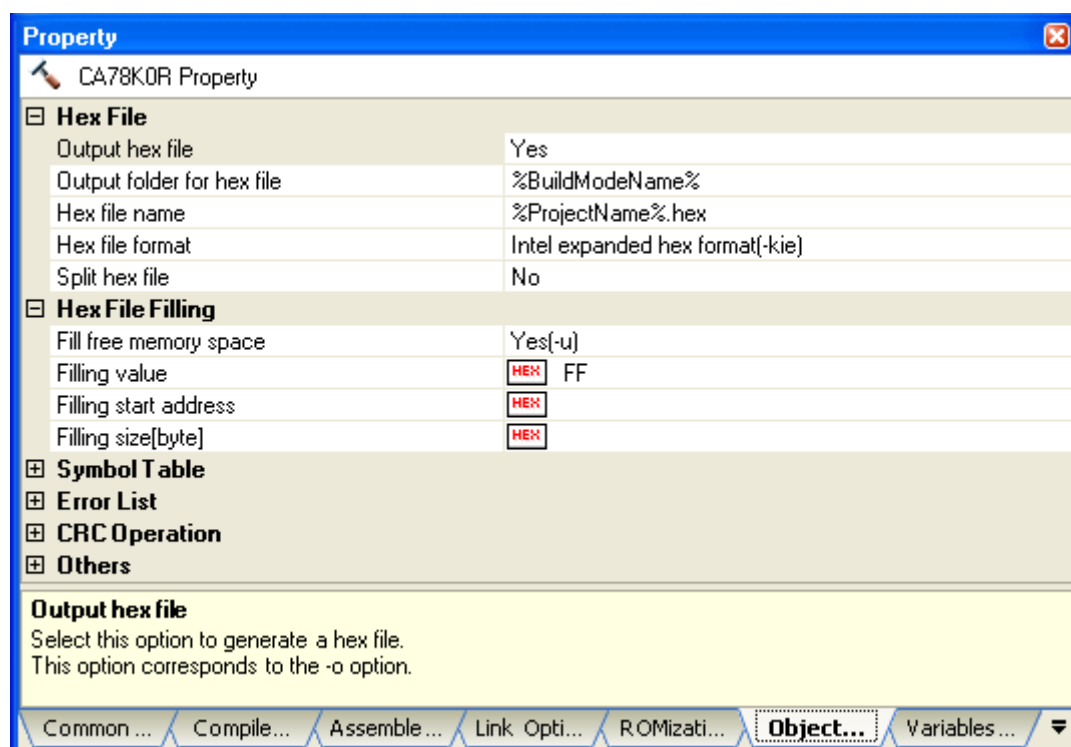 Property
CA78K0R Property
Hex File
Output hex file Yes
Output folder for hex file %BuildModeName%
Hex file name %ProjectName%.hex
Hex file format Intel expanded hex format(-kie)
Split hex file No
Hex File Filling
Fill free memory space Yes(-u)
Filling value HEX FF
Filling start address HEX
Filling size[byte] HEX
Symbol Table
Error List
CRC Operation
Others
Output hex file
Select this option to generate a hex file.
This option corresponds to the -o option.
Common ... Compile... Assemble ... Link Opti... ROMizati... Object... Variables...